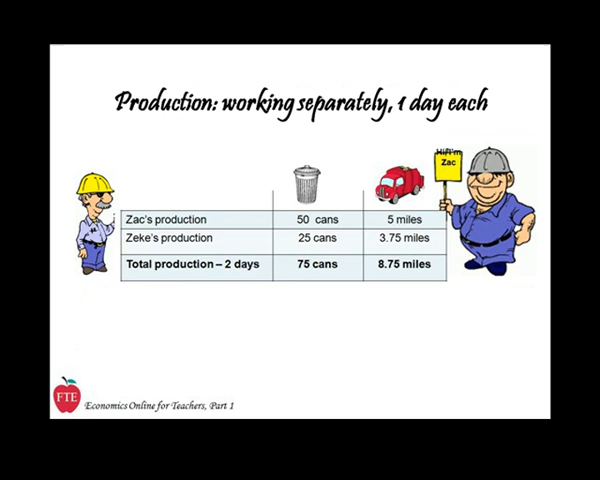 Production: working separately, 1 day each
Hi! I'm
Zac
Zac's production 50 cans 5 miles
Zeke's production 25 cans 3.75 miles
Total production – 2 days 75 cans 8.75 miles
FTE
Economics Online for Teachers, Part 1